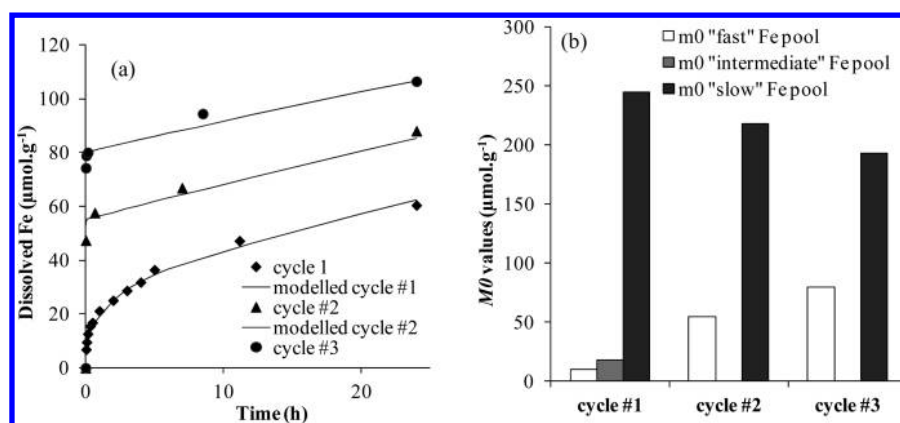 (a)
Dissolved Fe (µmol.g⁻¹)
120
100
80
60
40
20
0
0
10
20
Time (h)
cycle 1
modelled cycle #1
cycle #2
modelled cycle #2
cycle #3
(b)
m0 "fast" Fe pool
m0 "intermediate" Fe pool
m0 "slow" Fe pool
M0 values (µmol.g⁻¹)
300
250
200
150
100
50
0
cycle #1
cycle #2
cycle #3